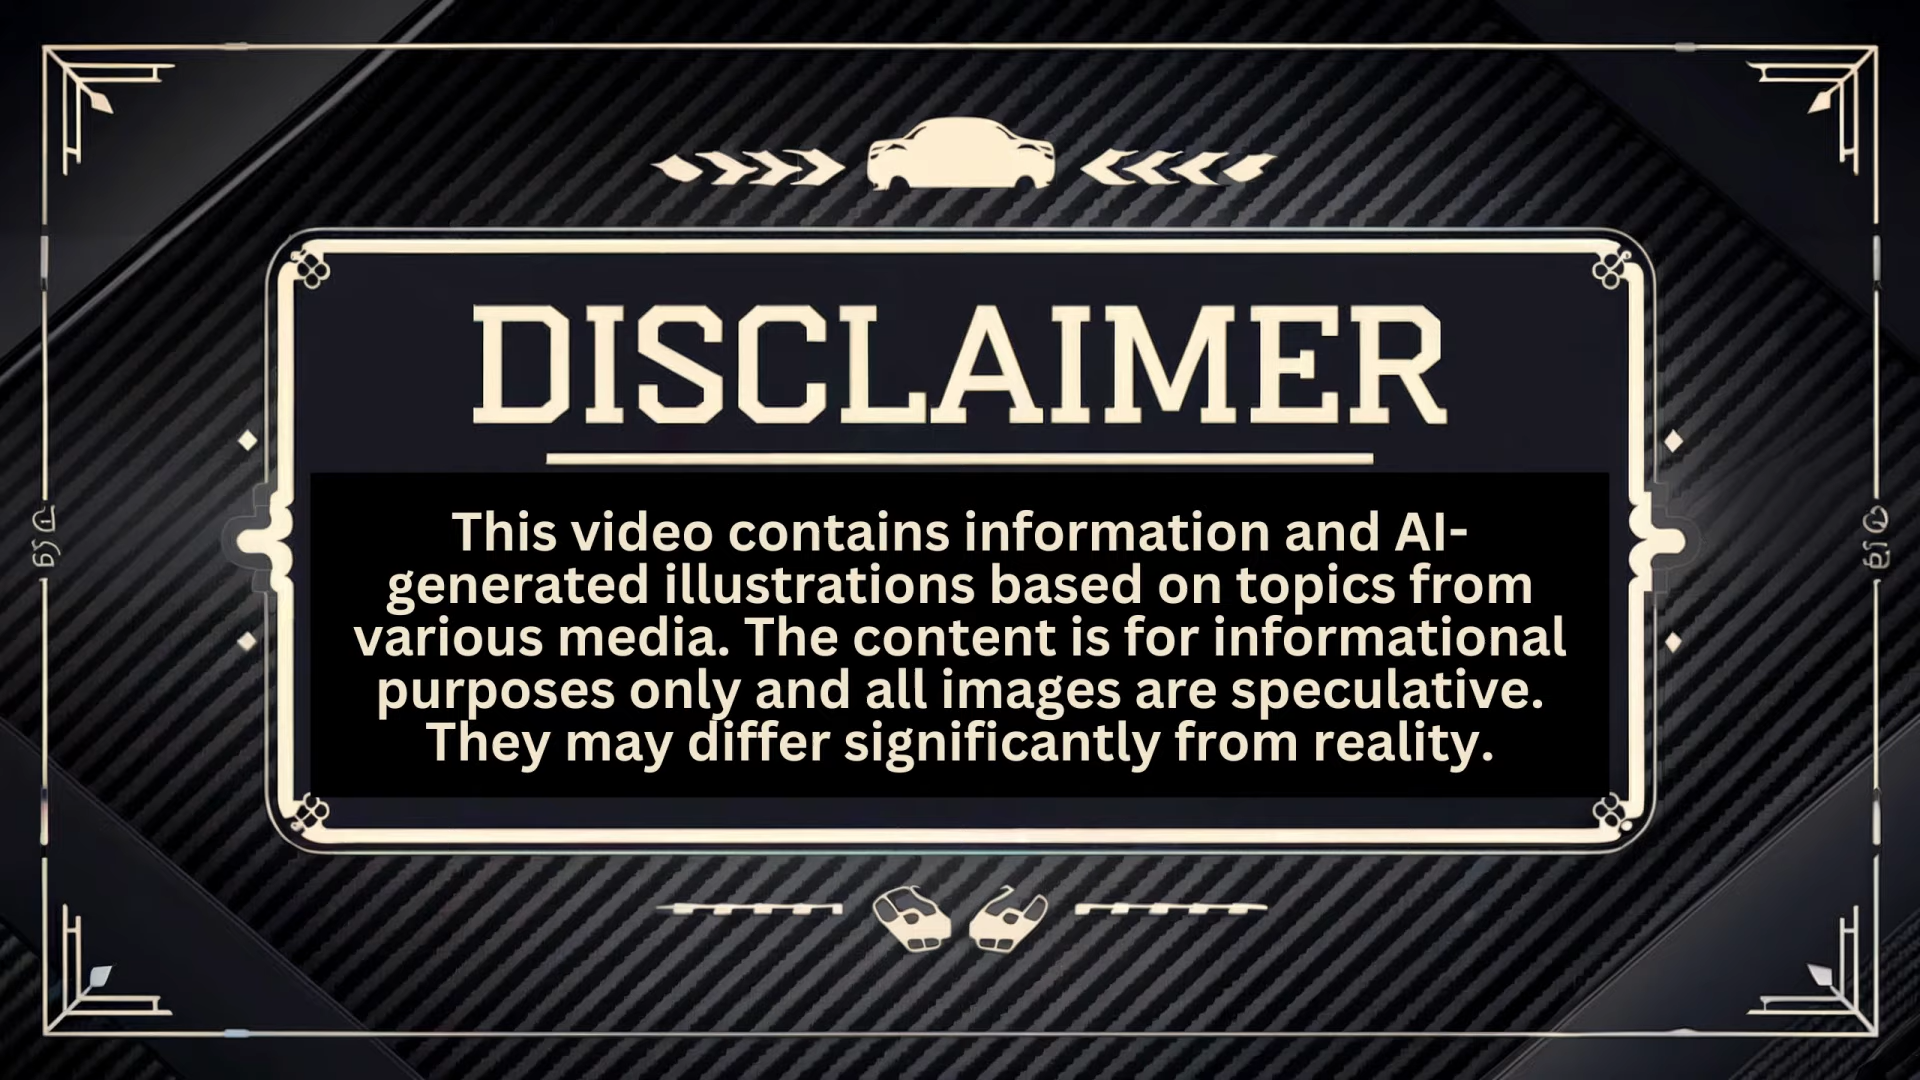 DISCLAIMER
This video contains information and AI-
generated illustrations based on topics from
various media. The content is for informational
purposes only and all images are speculative.
They may differ significantly from reality.